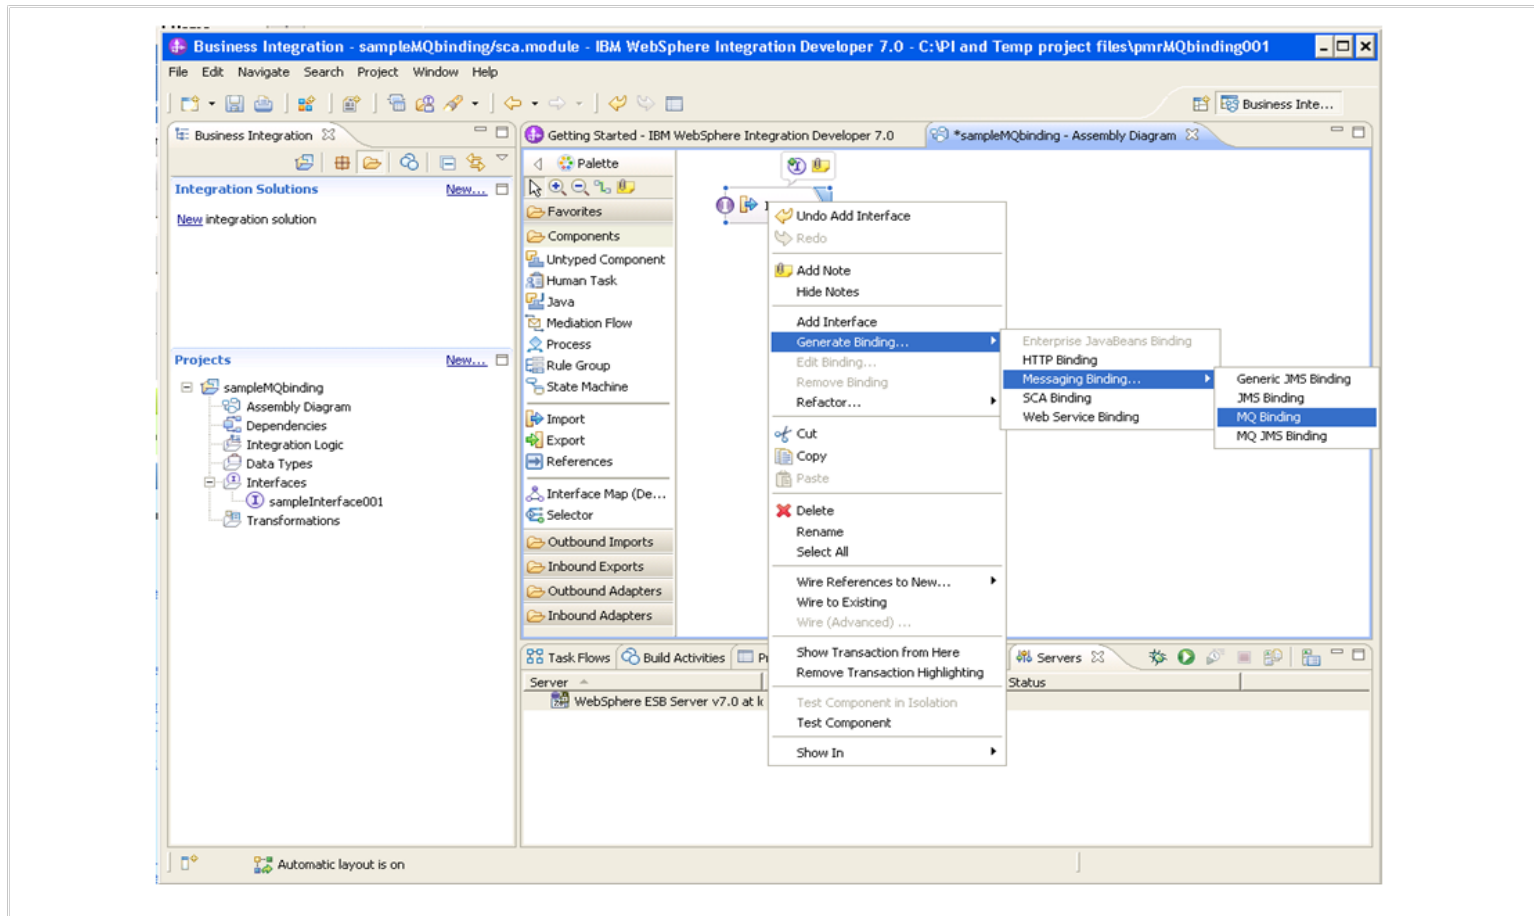 Business Integration - sampleMQbinding/sca.module - IBM WebSphere Integration Developer 7.0 - C:\PI and Temp project files\pmrMQbinding001
File Edit Navigate Search Project Window Help
Business Inte...
Business Integration
Integration Solutions New...
New integration solution
Projects New...
sampleMQbinding
Assembly Diagram
Dependencies
Integration Logic
Data Types
Interfaces
sampleInterface001
Transformations
Getting Started - IBM WebSphere Integration Developer 7.0
*sampleMQbinding - Assembly Diagram
Palette
Favorites
Components
Untyped Component
Human Task
Java
Mediation Flow
Process
Rule Group
State Machine
Import
Export
References
Interface Map (De...
Selector
Outbound Imports
Inbound Exports
Outbound Adapters
Inbound Adapters
Undo Add Interface
Redo
Add Note
Hide Notes
Add Interface
Generate Binding...
Edit Binding...
Remove Binding
Refactor...
Cut
Copy
Paste
Delete
Rename
Select All
Wire References to New...
Wire to Existing
Wire (Advanced) ...
Show Transaction from Here
Remove Transaction Highlighting
Test Component in Isolation
Test Component
Show In
Enterprise JavaBeans Binding
HTTP Binding
Messaging Binding...
SCA Binding
Web Service Binding
Generic JMS Binding
JMS Binding
MQ Binding
MQ JMS Binding
Task Flows Build Activities
Servers
Server Status
WebSphere ESB Server v7.0 at k
Automatic layout is on